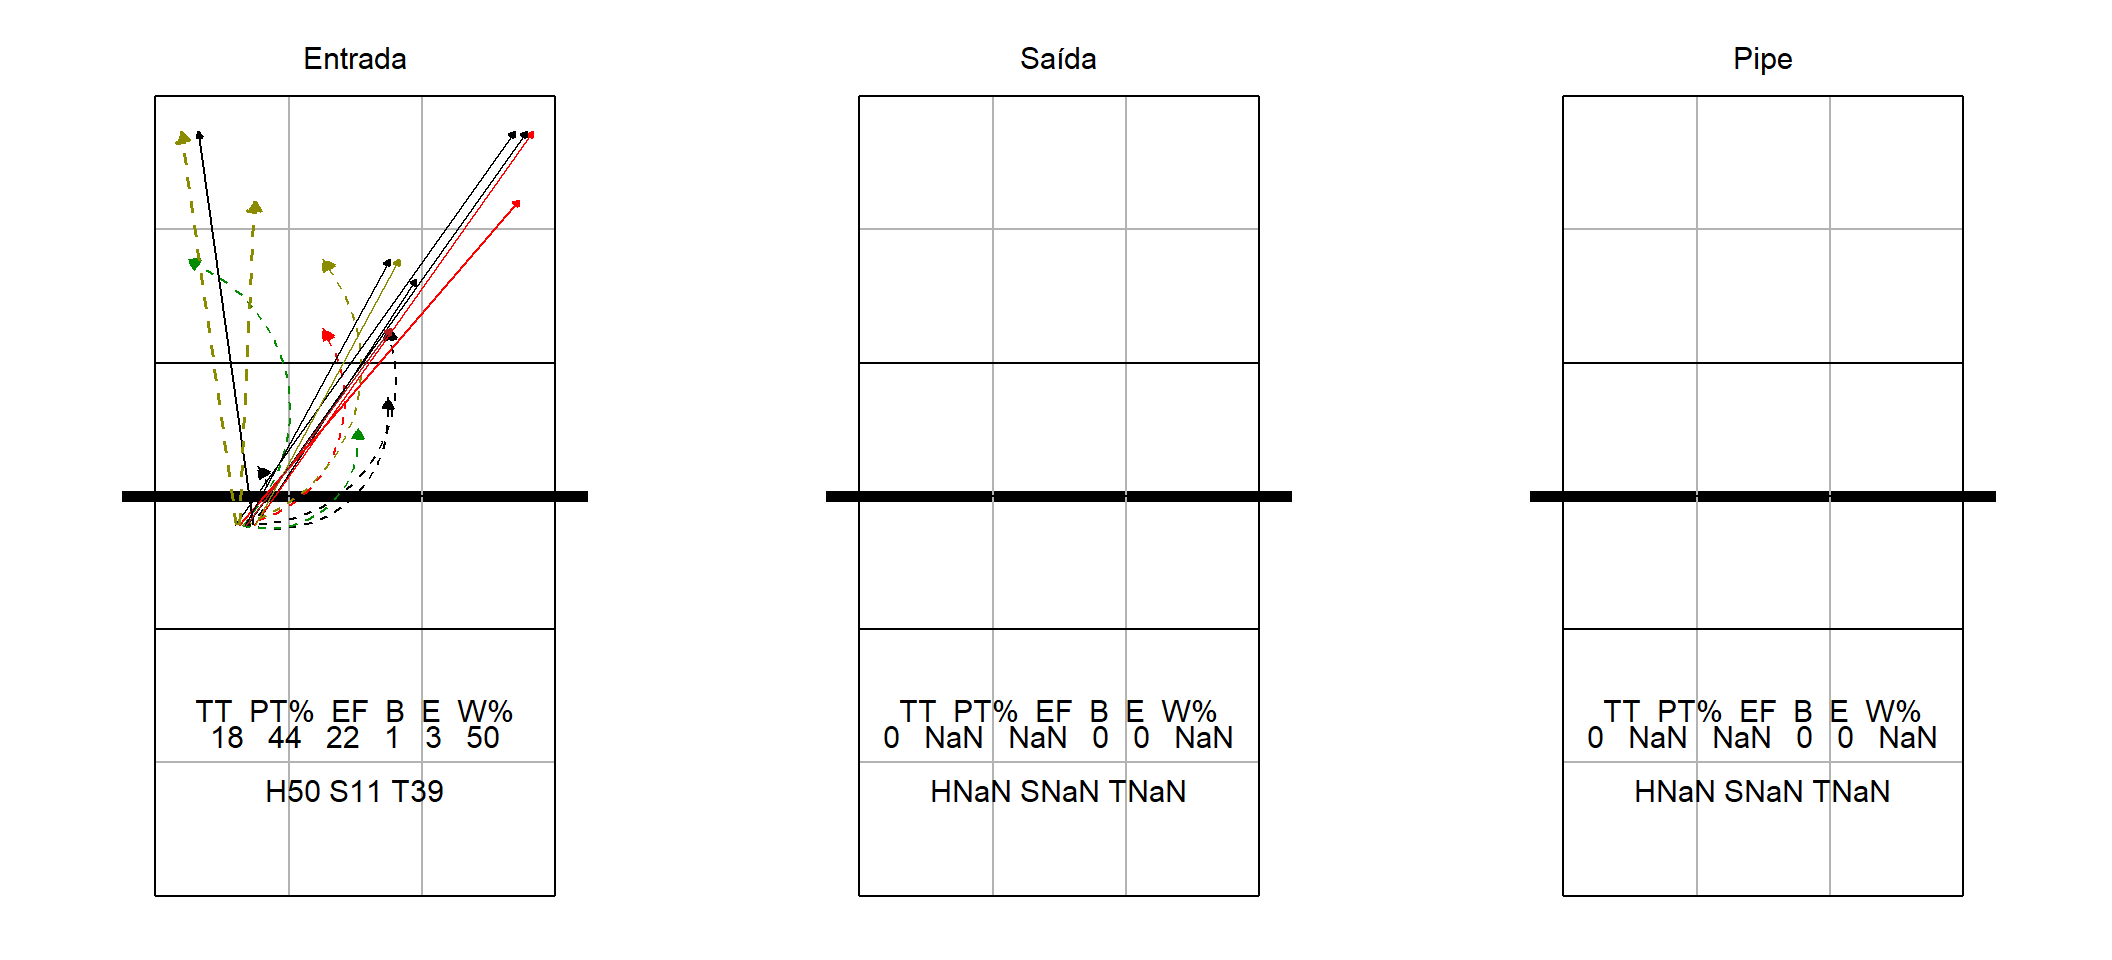 Entrada
TT PT% EF B E W%
18 44 22 1 3 50
H50 S11 T39
Saída
TT PT% EF B E W%
0 NaN NaN 0 0 NaN
HNaN SNaN TNaN
Pipe
TT PT% EF B E W%
0 NaN NaN 0 0 NaN
HNaN SNaN TNaN